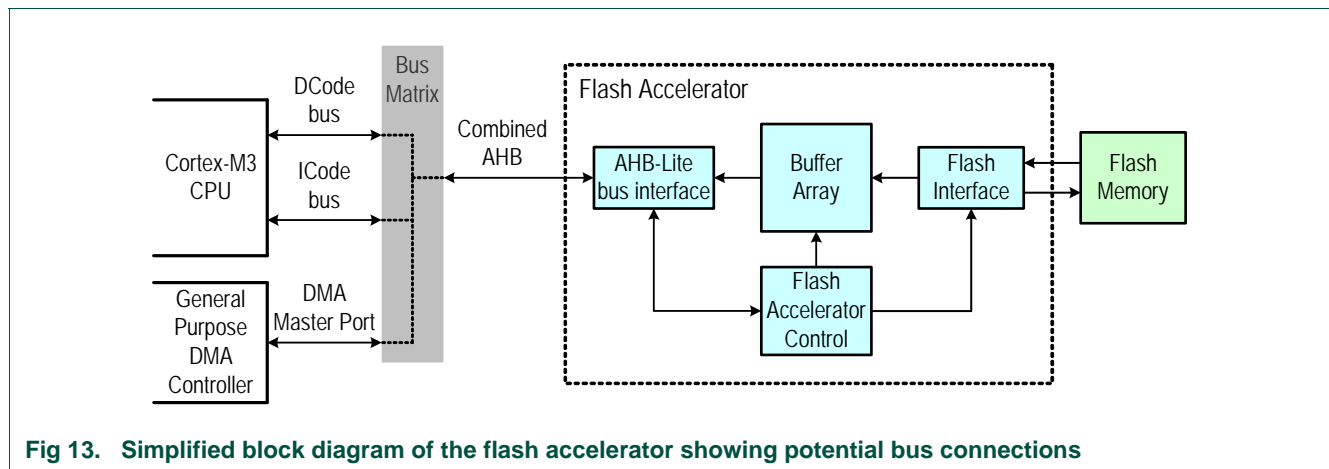 DCode
bus
Bus
Matrix
Cortex-M3
CPU
ICode
bus
General
Purpose
DMA
Controller
DMA
Master Port
Combined
AHB
Flash Accelerator
AHB-Lite
bus interface
Buffer
Array
Flash
Interface
Flash
Memory
Flash
Accelerator
Control
Fig 13. Simplified block diagram of the flash accelerator showing potential bus connections